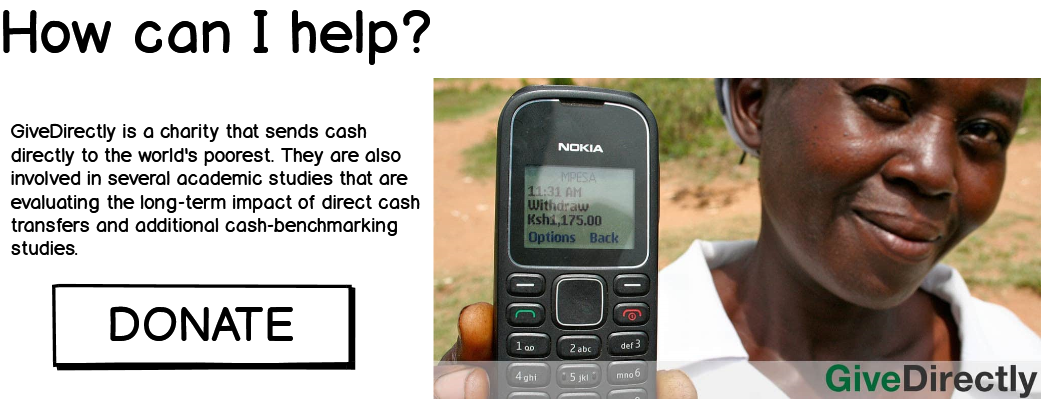 How can I help?
GiveDirectly is a charity that sends cash
directly to the world's poorest. They are also
involved in several academic studies that are
evaluating the long-term impact of direct cash
transfers and additional cash-benchmarking
studies.
DONATE
NOKIA
MPESA
11:31 AM
Withdraw
Ksh1,175.00
Options Back
1 2 abc def 3
4 ghi 5 jkl mno 6
GiveDirectly